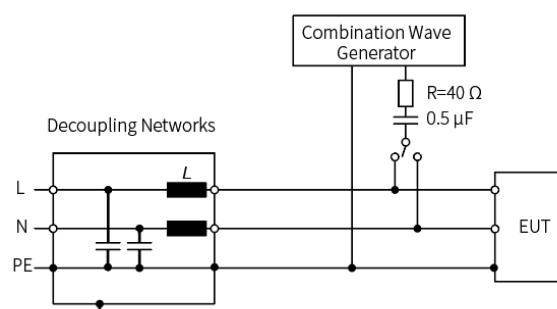 Combination Wave
Generator
R=40 Ω
0.5 μF
Decoupling Networks
L
L
N
EUT
PE